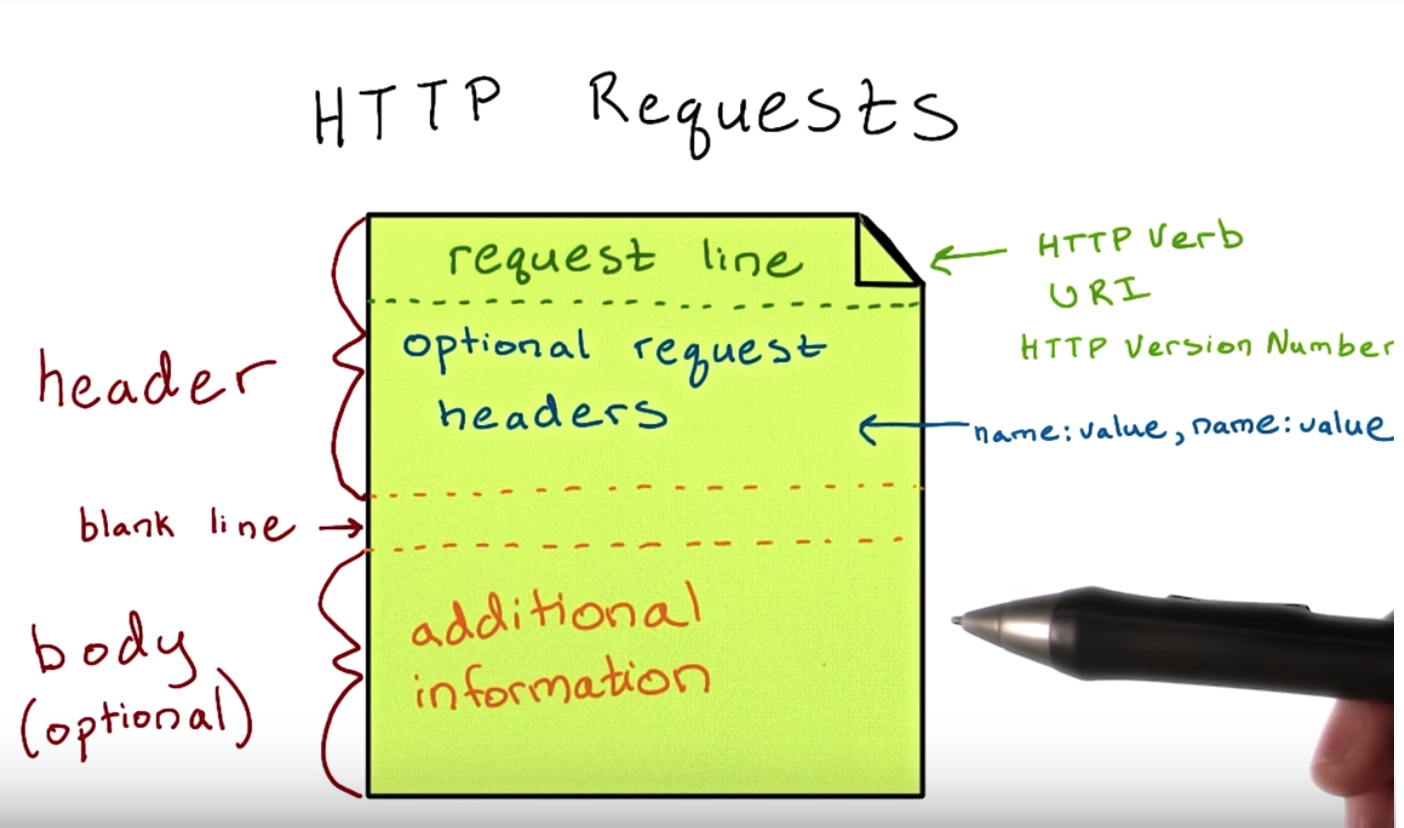 HTTP Requests
request line
HTTP Verb
URI
HTTP Version Number
optional request
headers
name:value, name:value
header
blank line
additional
information
body
(optional)